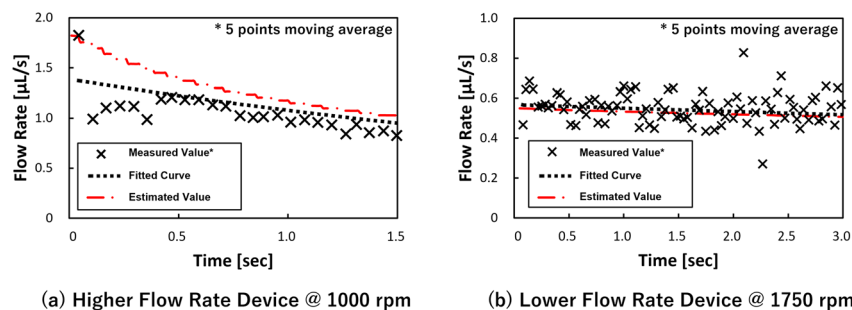 * 5 points moving average
Flow Rate [μL/s]
2.0
1.5
1.0
0.5
0
Measured Value*
Fitted Curve
Estimated Value
0 0.5 1.0 1.5
Time [sec]
(a) Higher Flow Rate Device @ 1000 rpm
* 5 points moving average
Flow Rate [μL/s]
1.0
0.8
0.6
0.4
0.2
0
Measured Value*
Fitted Curve
Estimated Value
0 0.5 1.0 1.5 2.0 2.5 3.0
Time [sec]
(b) Lower Flow Rate Device @ 1750 rpm